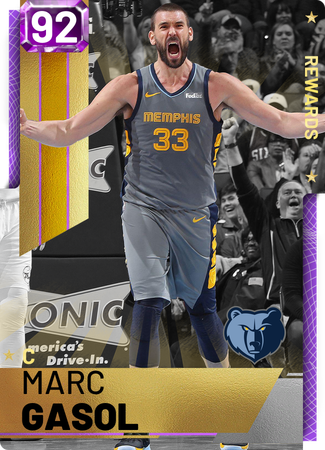 92
REWARDS
FedEx
MEMPHIS
33
ONIC
merica's
Drive-In.
C
MARC
GASOL